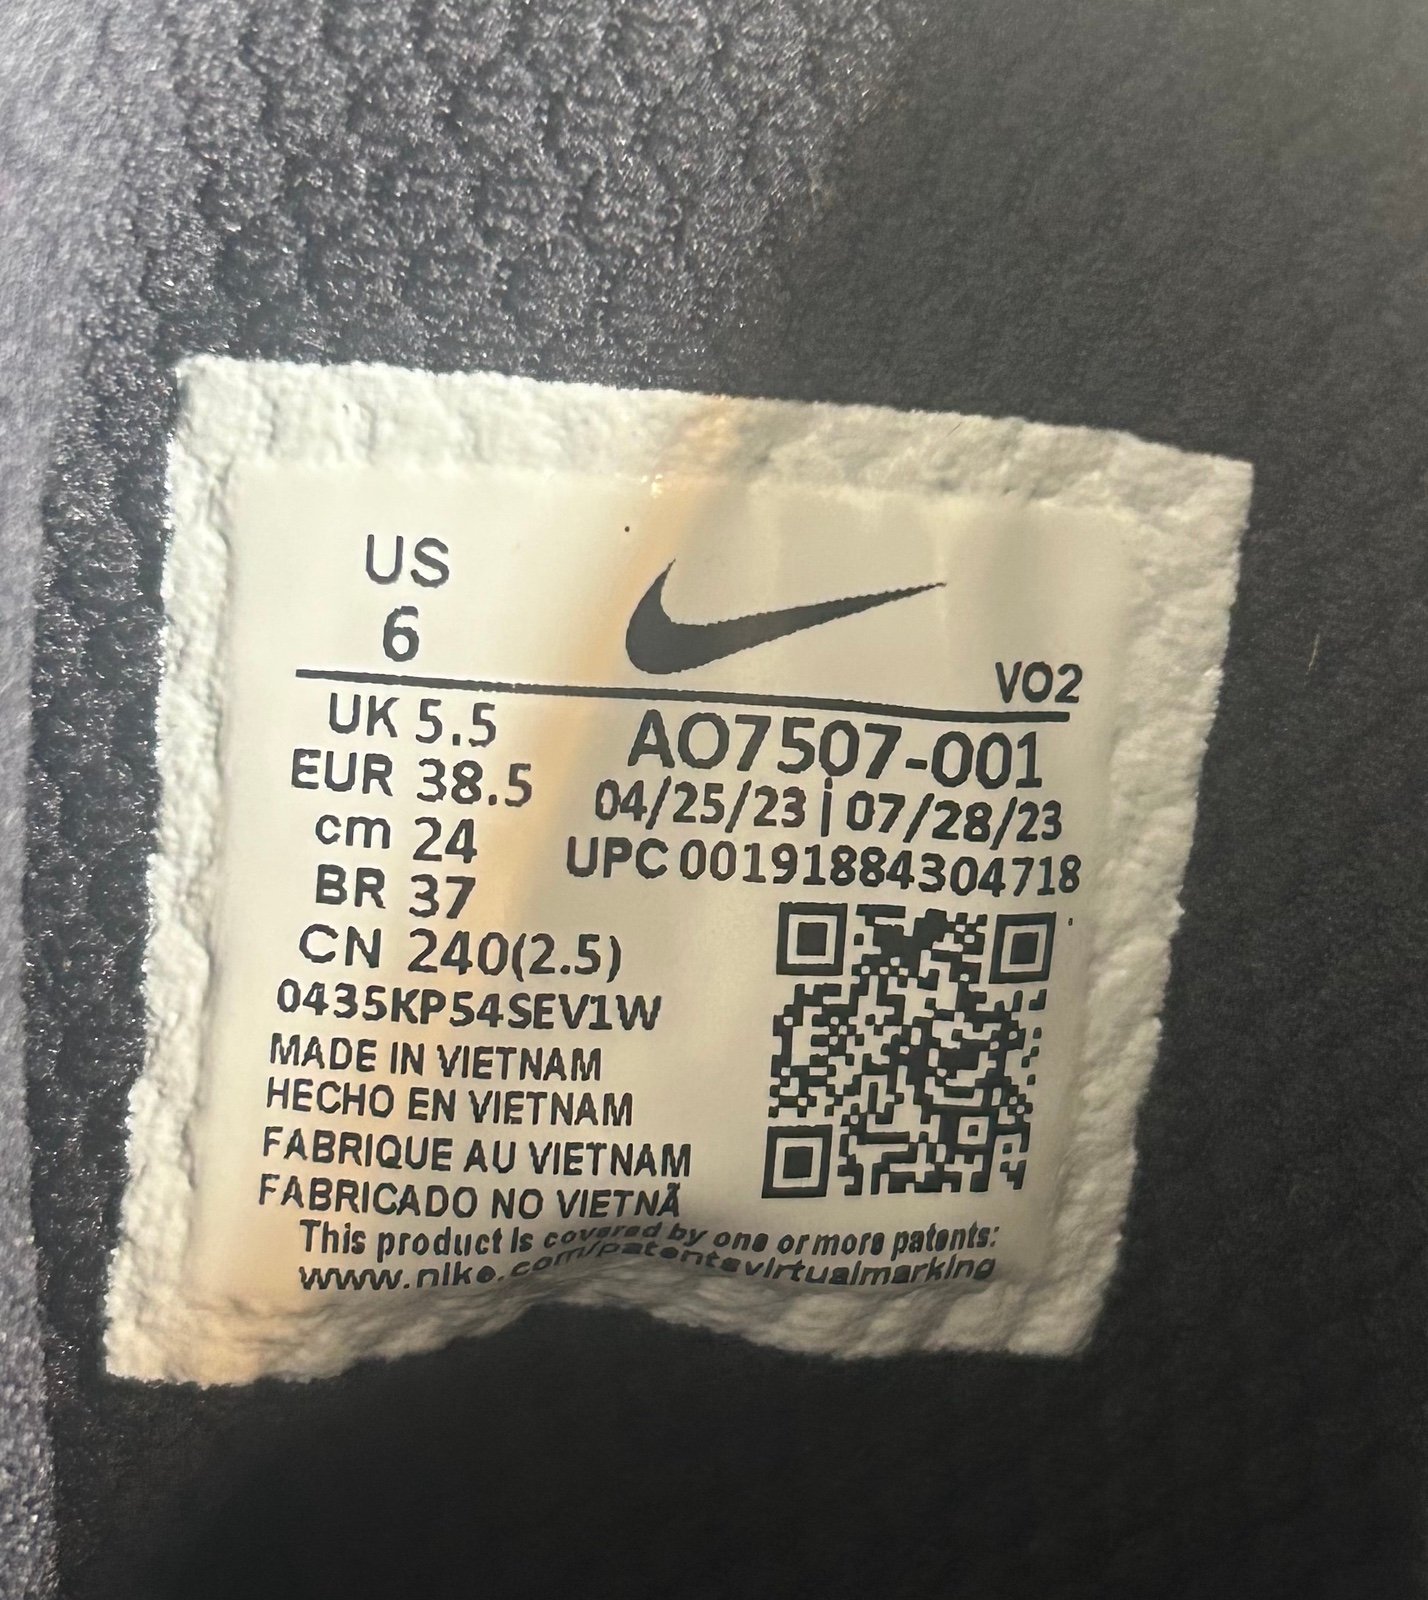 US
6
VO2
UK 5.5
EUR 38.5
cm 24
BR 37
CN 240(2.5)
AO7507-001
04/25/23 | 07/28/23
UPC 00191884304718
0435KP54SEV1W
MADE IN VIETNAM
HECHO EN VIETNAM
FABRIQUE AU VIETNAM
FABRICADO NO VIETNÃ
This product is covered by one or more patents:
www.nike.com/patentsvirtualmarking